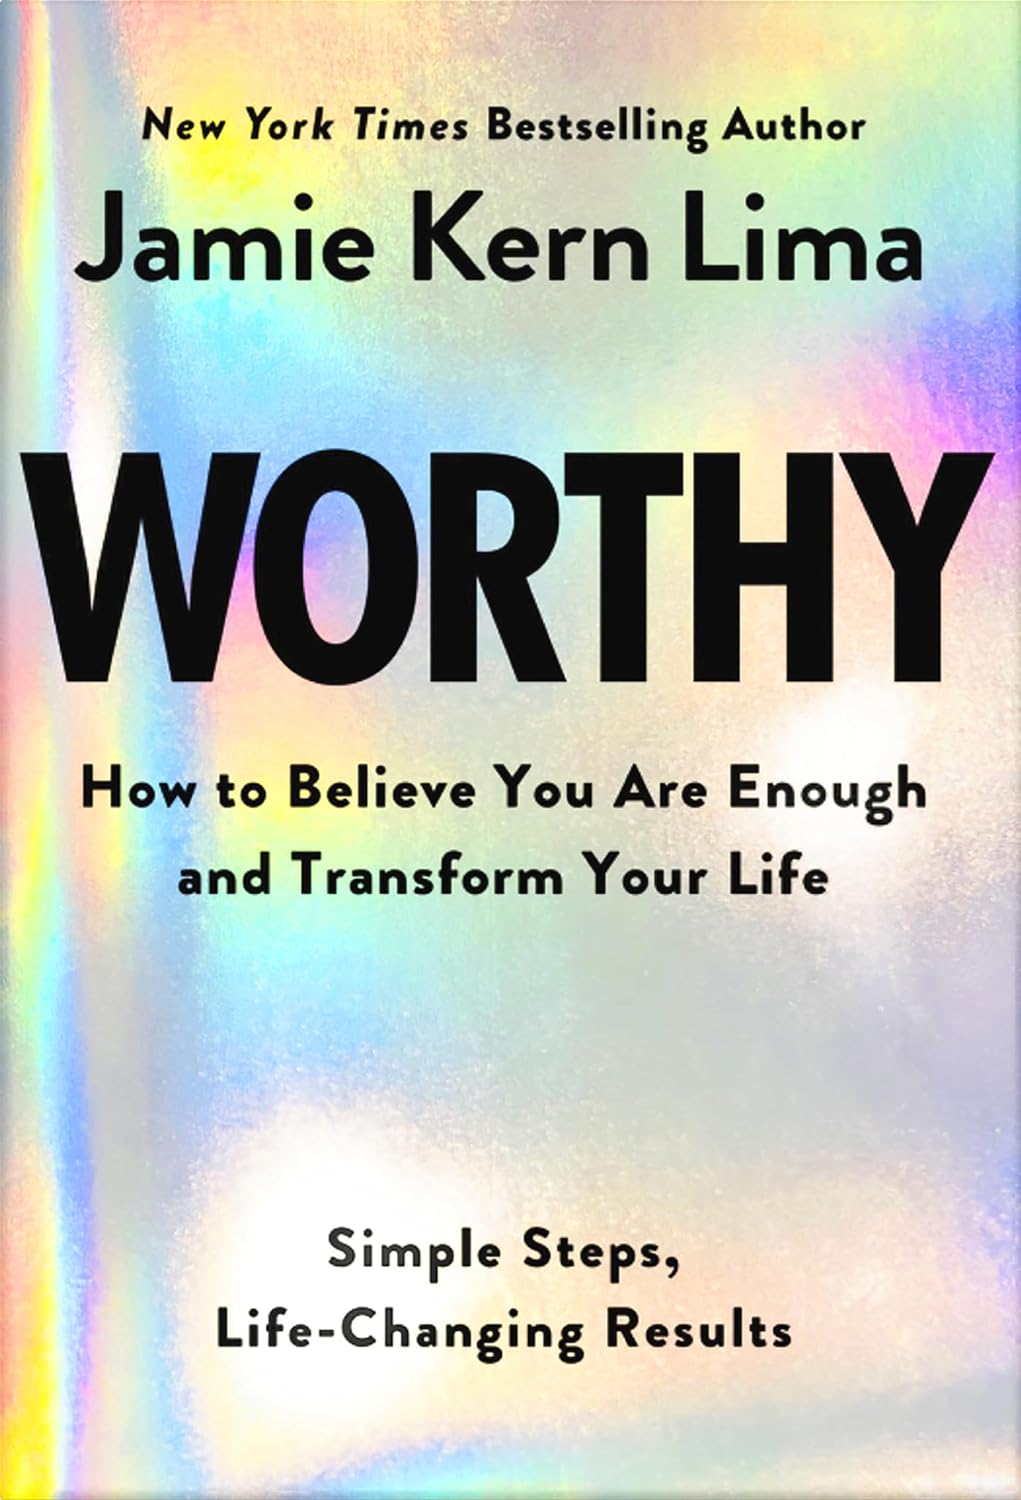 New York Times Bestselling Author
Jamie Kern Lima
WORTHY
How to Believe You Are Enough
and Transform Your Life
Simple Steps,
Life-Changing Results